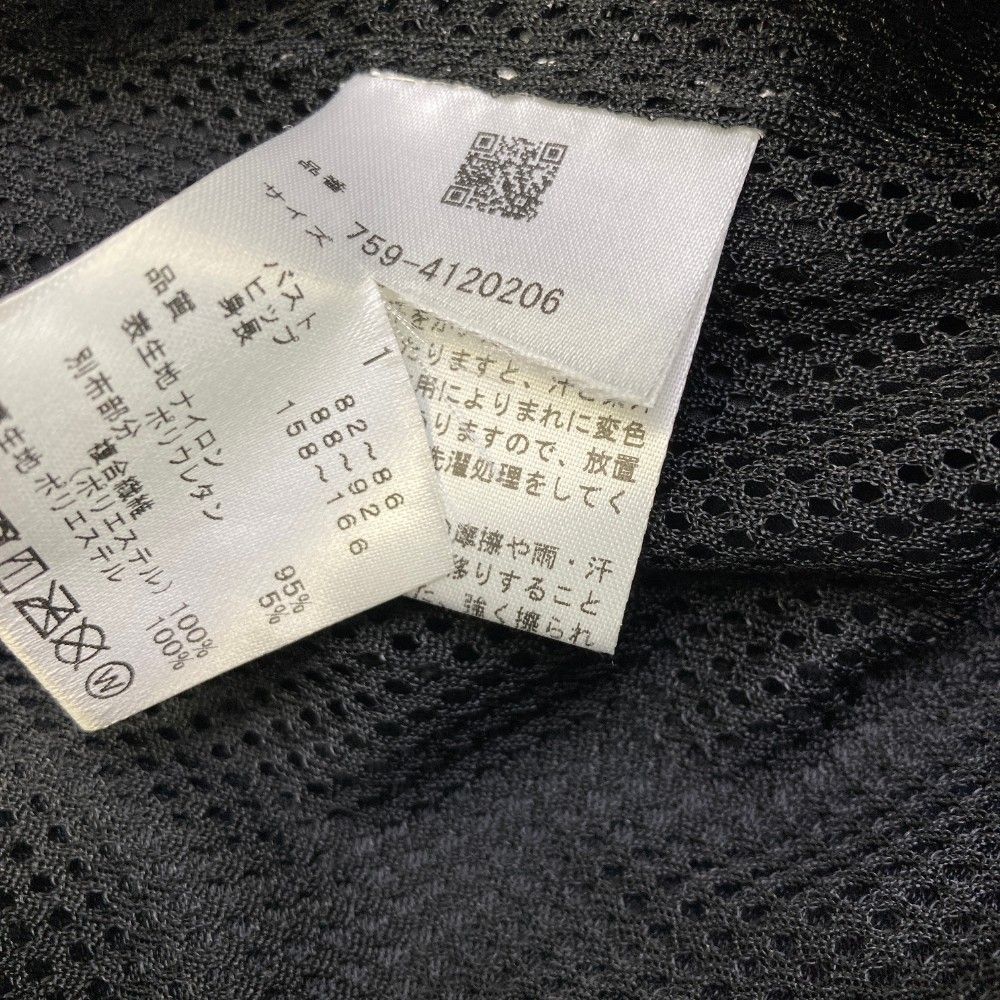 品番
759-4120206
サイズ 1
バスト 82~86
ヒップ 88~92
身長 158~166
品質
表生地 ナイロン 95%
ポリウレタン 5%
別布部分 複合繊維
(ポリエステル) 100%
生地 ポリエステル 100%
W
たりますと、汗
用によりまれに変色
りますので、放置
洗濯処理をしてく
摩擦や雨・汗
移りすること
強く擦られ